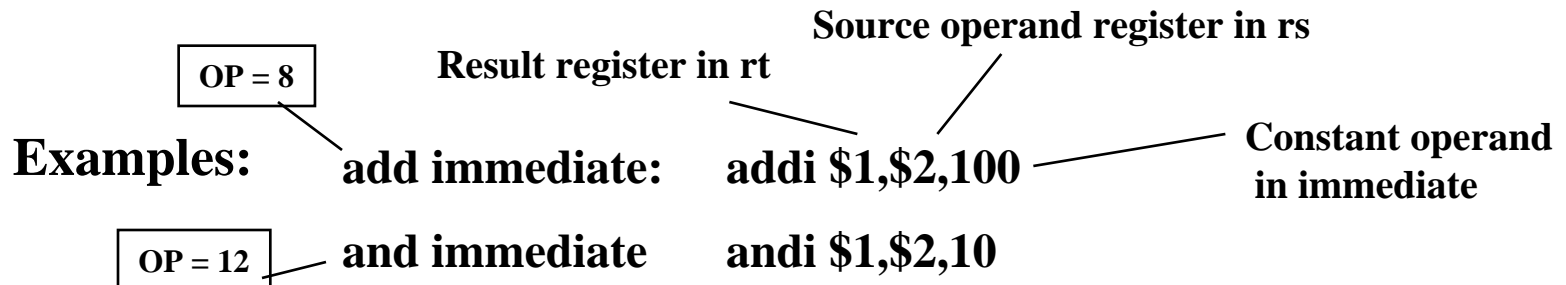 Source operand register in rs
OP = 8
Result register in rt
Examples:
add immediate:
addi $1,$2,100
Constant operand
in immediate
OP = 12
and immediate
andi $1,$2,10